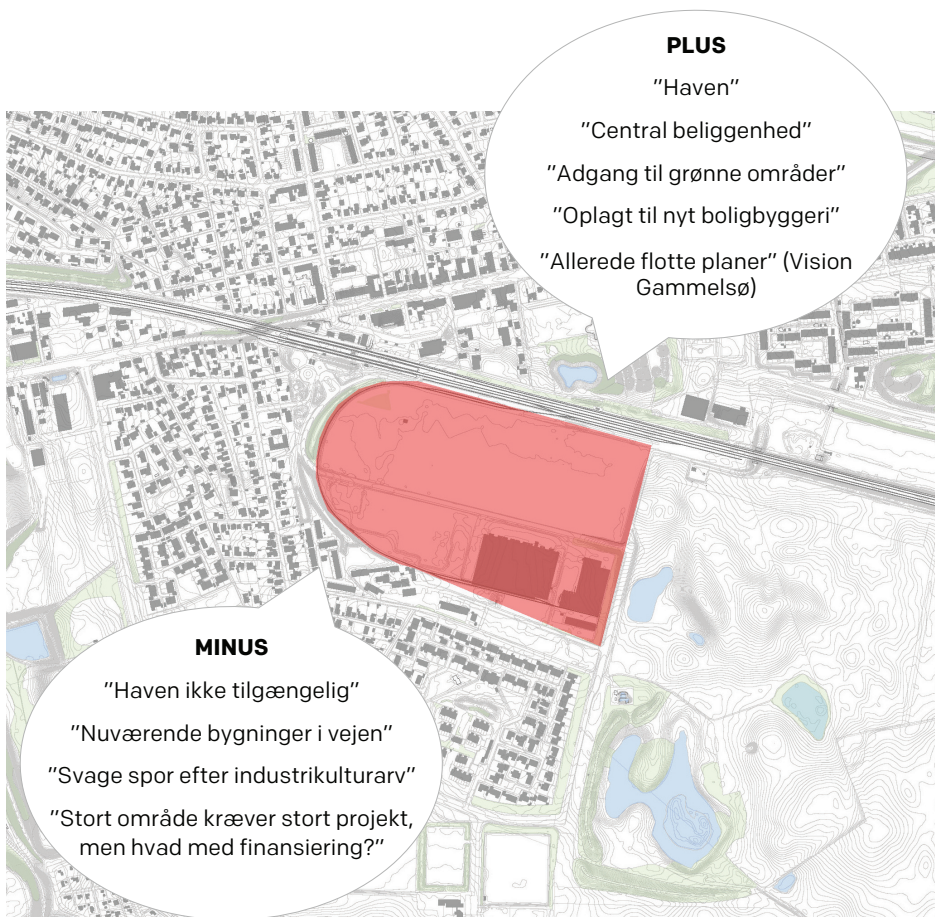 PLUS
”Haven”
”Central beliggenhed”
”Adgang til grønne områder”
”Oplagt til nyt boligbyggeri”
”Allerede flotte planer” (Vision
Gammelsø)
MINUS
”Haven ikke tilgængelig”
”Nuværende bygninger i vejen”
”Svage spor efter industrikulturarv”
”Stort område kræver stort projekt,
men hvad med finansiering?”